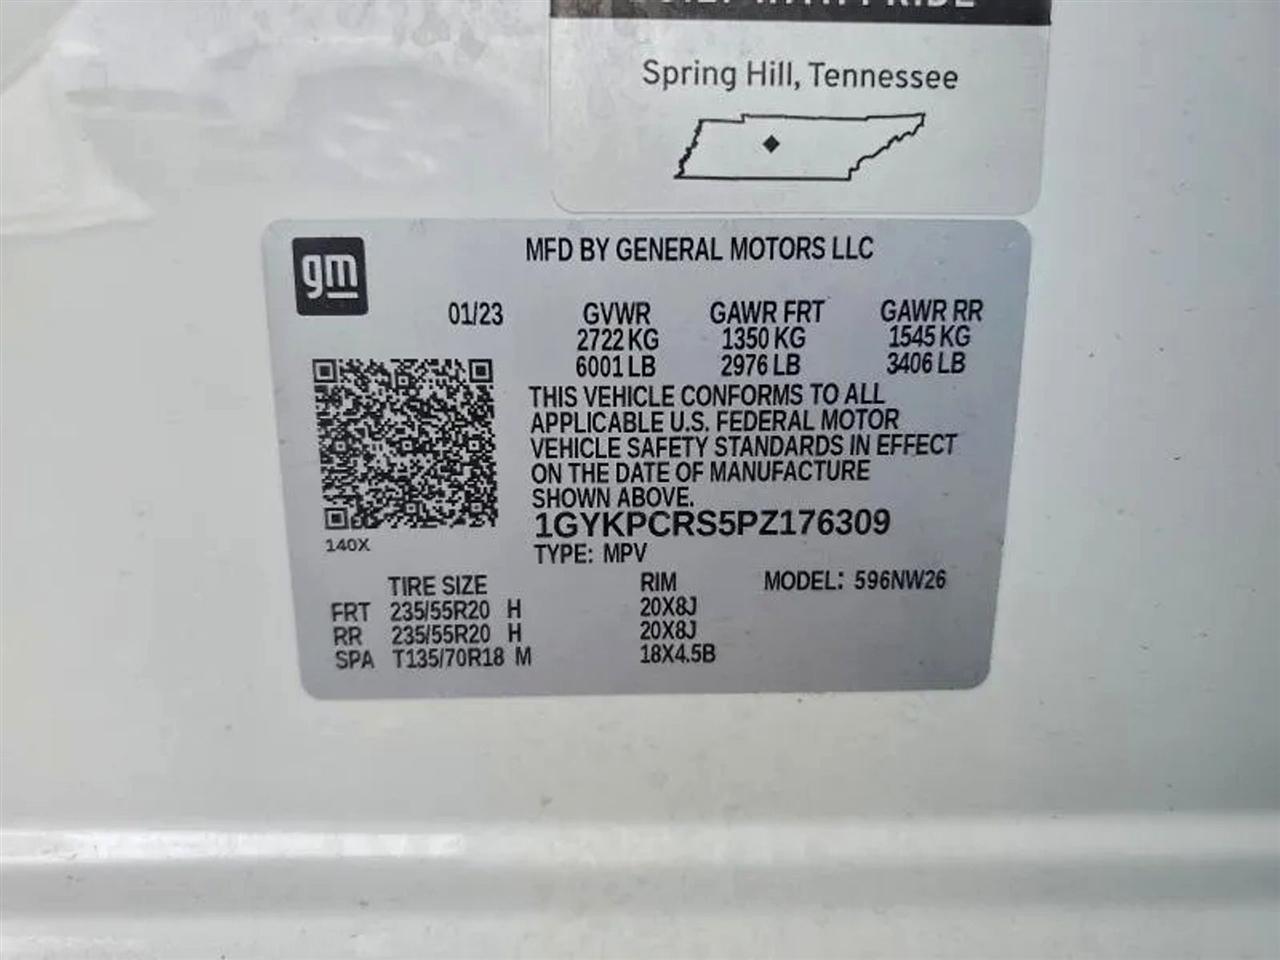 BUILT WITH PRIDE
Spring Hill, Tennessee
gm
MFD BY GENERAL MOTORS LLC
01/23 GVWR GAWR FRT GAWR RR
2722 KG 1350 KG 1545 KG
6001 LB 2976 LB 3406 LB
THIS VEHICLE CONFORMS TO ALL
APPLICABLE U.S. FEDERAL MOTOR
VEHICLE SAFETY STANDARDS IN EFFECT
ON THE DATE OF MANUFACTURE
SHOWN ABOVE.
1GYKPCRS5PZ176309
140X
TYPE: MPV
TIRE SIZE RIM MODEL: 596NW26
FRT 235/55R20 H 20X8J
RR 235/55R20 H 20X8J
SPA T135/70R18 M 18X4.5B